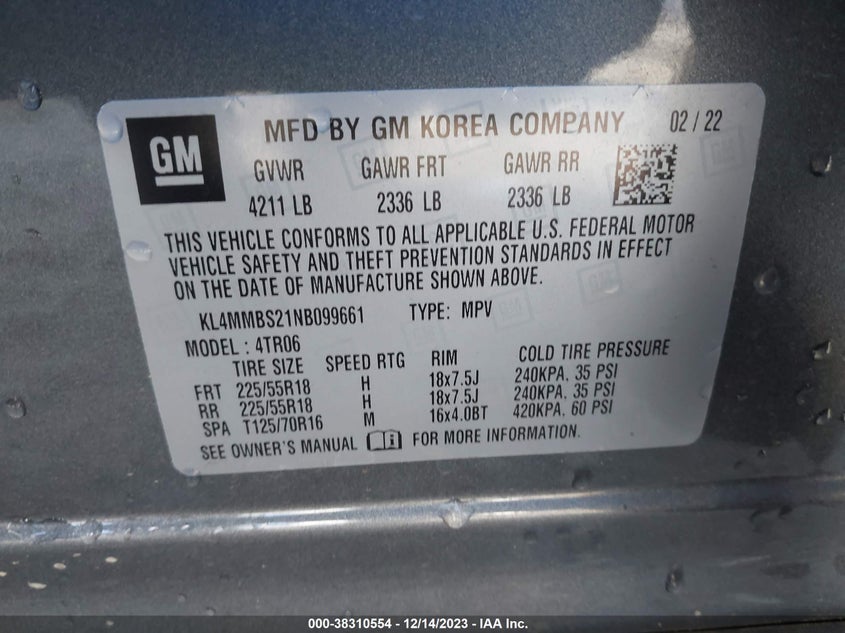 GM
MFD BY GM KOREA COMPANY 02 / 22
GVWR GAWR FRT GAWR RR
4211 LB 2336 LB 2336 LB
THIS VEHICLE CONFORMS TO ALL APPLICABLE U.S. FEDERAL MOTOR
VEHICLE SAFETY AND THEFT PREVENTION STANDARDS IN EFFECT
ON THE DATE OF MANUFACTURE SHOWN ABOVE.
KL4MMBS21NB099661 TYPE: MPV
MODEL : 4TR06
TIRE SIZE SPEED RTG RIM COLD TIRE PRESSURE
FRT 225/55R18 H 18x7.5J 240KPA, 35 PSI
RR 225/55R18 H 18x7.5J 240KPA, 35 PSI
SPA T125/70R16 M 16x4.0BT 420KPA, 60 PSI
SEE OWNER'S MANUAL FOR MORE INFORMATION.
000-38310554 - 12/14/2023 - IAA Inc.